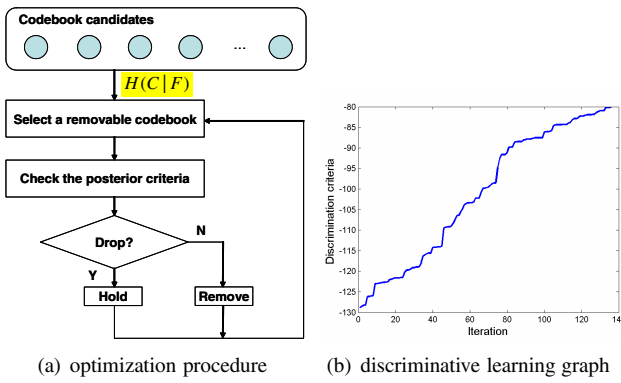 Codebook candidates
...
H(C | F)
Select a removable codebook
Check the posterior criteria
Drop?
N
Y
Hold
Remove
(a) optimization procedure
-80
-85
-90
-95
-100
-105
-110
-115
-120
-125
-130
Discrimination criteria
0 20 40 60 80 100 120 136
Iteration
(b) discriminative learning graph